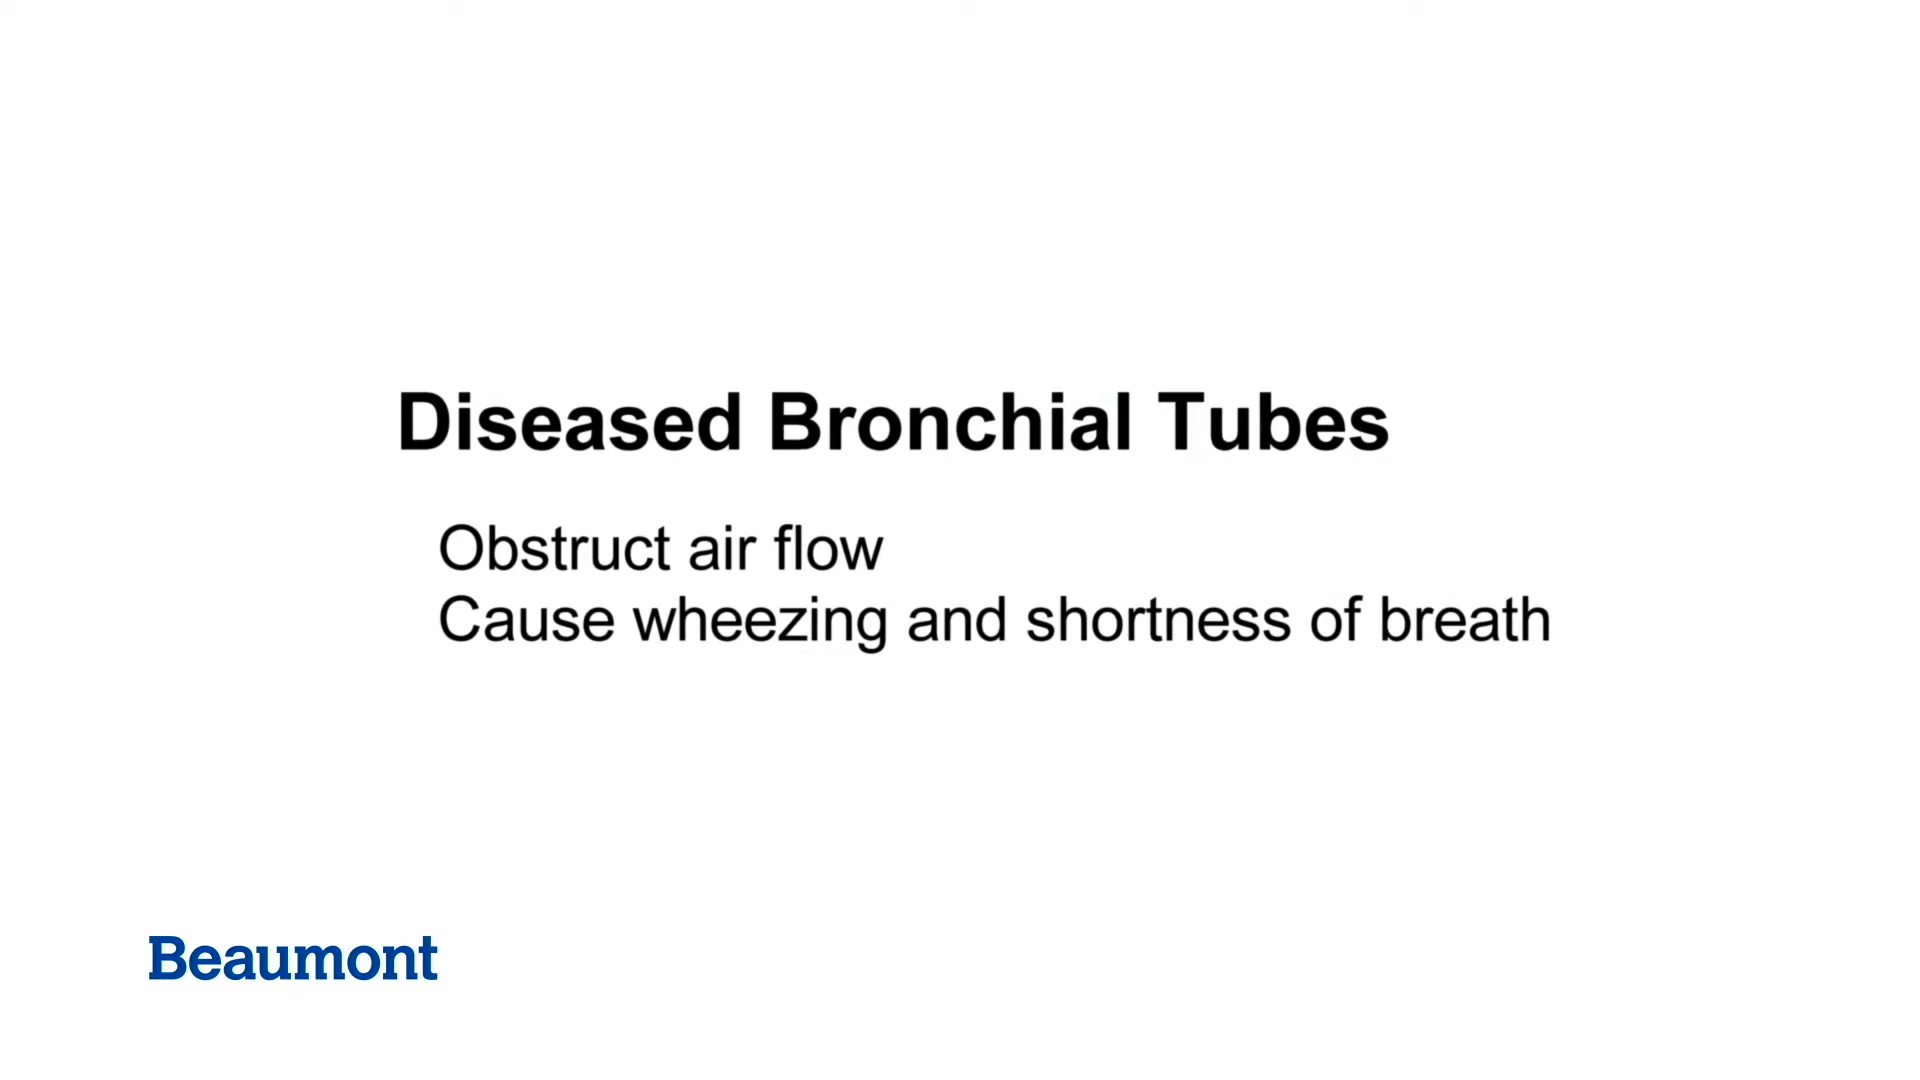 Diseased Bronchial Tubes
Obstruct air flow
Cause wheezing and shortness of breath
Beaumont